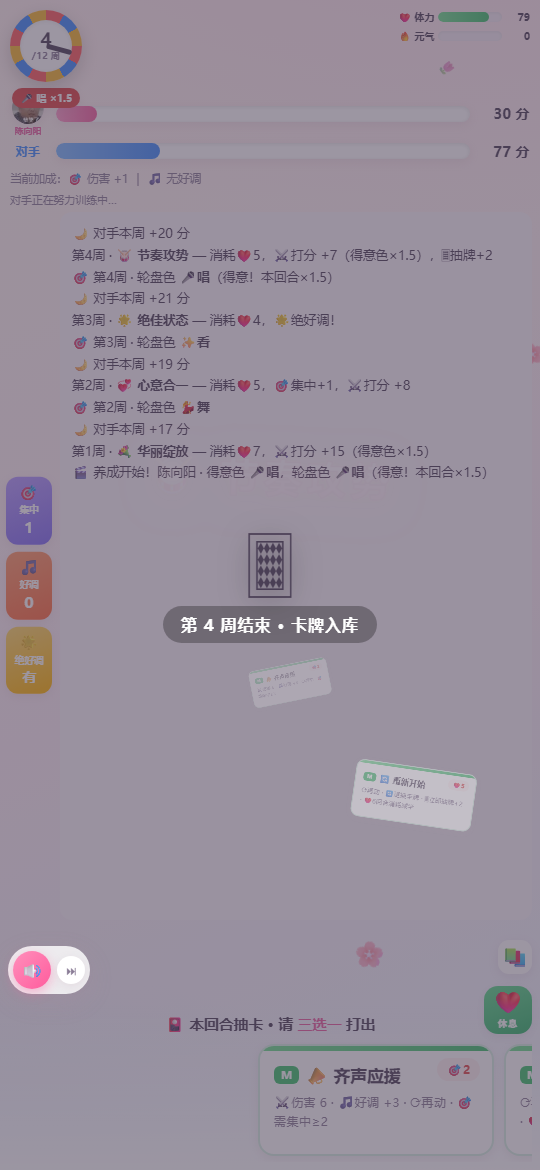 4
/12 周
体力 79
元气 0
唱 ×1.5
陈向阳
30 分
对手
77 分
当前加成: 伤害 +1 | 无好调
对手正在努力训练中...
对手本周 +20 分
第4周 · 节奏攻势 — 消耗 5, 打分 +7（得意色×1.5）, 抽牌+2
第4周 · 轮盘色 唱（得意！本回合×1.5）
对手本周 +21 分
第3周 · 绝佳状态 — 消耗 4, 绝好调!
第3周 · 轮盘色 香
对手本周 +19 分
第2周 · 心意合一 — 消耗 5, 集中+1, 打分 +8
第2周 · 轮盘色 舞
对手本周 +17 分
第1周 · 华丽绽放 — 消耗 7, 打分 +15（得意色×1.5）
养成开始！陈向阳 · 得意色 唱, 轮盘色 唱（得意！本回合×1.5）
集中
1
好调
0
绝好调
有
第 4 周结束 • 卡牌入库
M 重新开始
休息
本回合抽卡 • 请 三选一 打出
M 齐声应援 2
伤害 6 · 好调 +3 · 再动 ·
需集中≥2
M